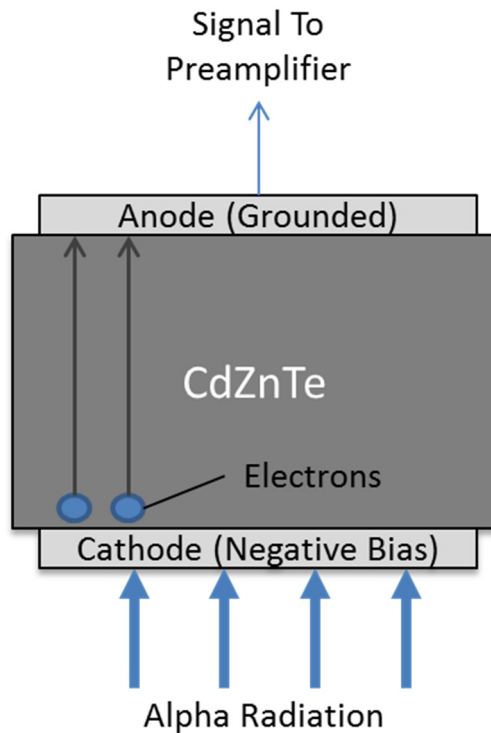 Signal To
Preamplifier
Anode (Grounded)
CdZnTe
Electrons
Cathode (Negative Bias)
Alpha Radiation